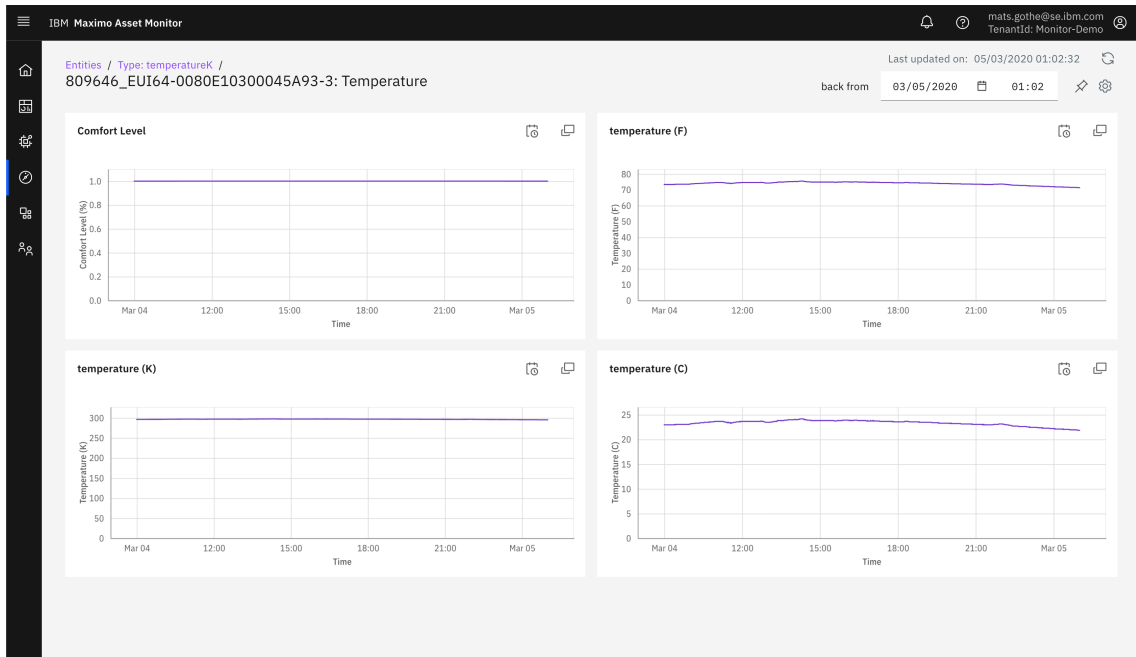 IBM Maximo Asset Monitor
mats.gothe@se.ibm.com
TenantId: Monitor-Demo
Entities / Type: temperatureK /
809646_EUI64-0080E10300045A93-3: Temperature
Last updated on: 05/03/2020 01:02:32
back from 03/05/2020 01:02
Comfort Level
1.0
0.8
0.6
0.4
0.2
0.0
Comfort Level (%)
Mar 04 12:00 15:00 18:00 21:00 Mar 05
Time
temperature (F)
80
70
60
50
40
30
20
10
0
Temperature (F)
Mar 04 12:00 15:00 18:00 21:00 Mar 05
Time
temperature (K)
300
250
200
150
100
50
0
Temperature (K)
Mar 04 12:00 15:00 18:00 21:00 Mar 05
Time
temperature (C)
25
20
15
10
5
0
Temperature (C)
Mar 04 12:00 15:00 18:00 21:00 Mar 05
Time